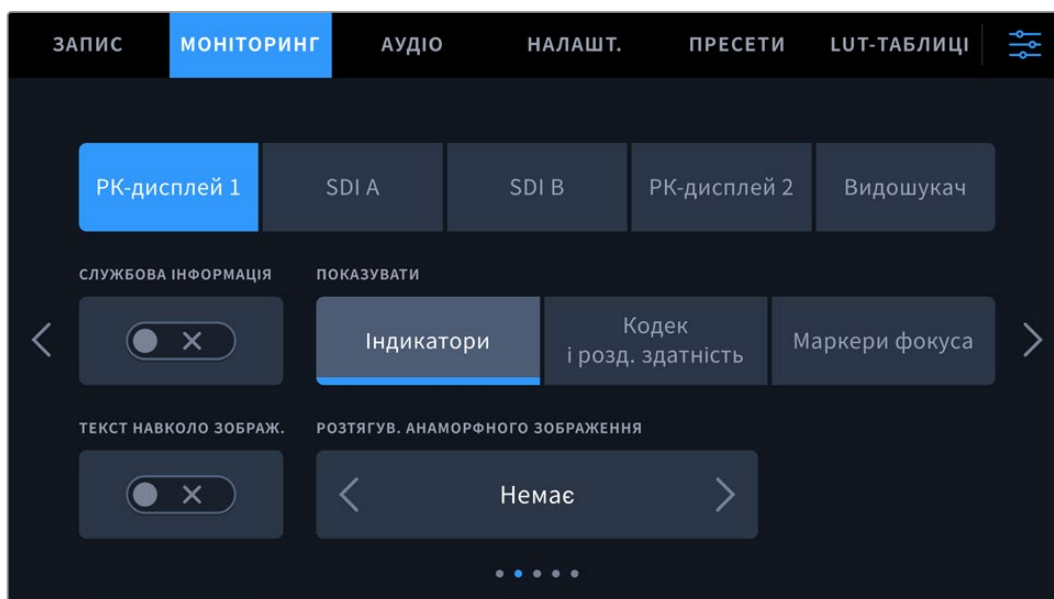 ЗАПИС МОНІТОРИНГ АУДІО НАЛАШТ. ПРЕСЕТИ LUT-ТАБЛИЦІ
РК-дисплей 1 SDI A SDI B РК-дисплей 2 Видошукач
СЛУЖБОВА ІНФОРМАЦІЯ ПОКАЗУВАТИ
Індикатори
Кодек
і розд. здатність
Маркери фокуса
ТЕКСТ НАВКОЛО ЗОБРАЖ. РОЗТЯГУВ. АНАМОРФНОГО ЗОБРАЖЕННЯ
Немає